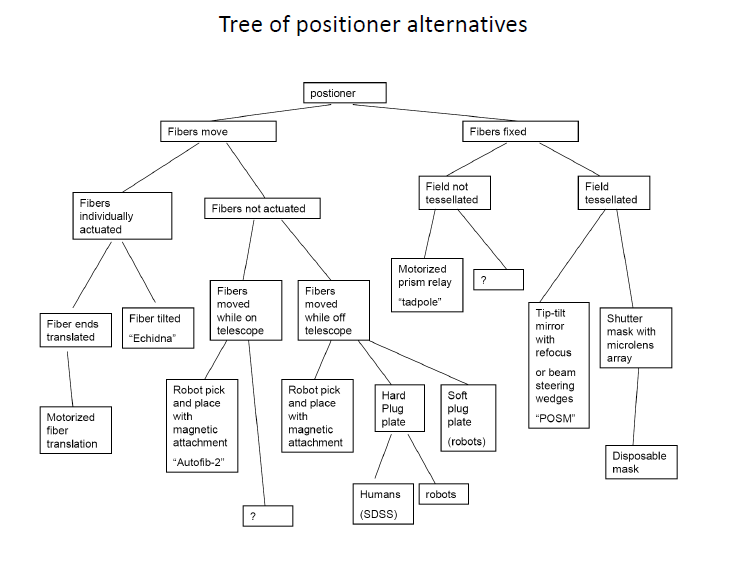 Tree of positioner alternatives
postioner
Fibers move
Fibers fixed
Fibers
individually
actuated
Fibers not actuated
Field not
tessellated
Field
tessellated
Fiber ends
translated
Fiber tilted
“Echidna”
Fibers
moved
while on
telescope
Fibers
moved
while off
telescope
Motorized
prism relay
“tadpole”
?
Tip-tilt
mirror
with
refocus
or beam
steering
wedges
“POSM”
Shutter
mask with
microlens
array
Motorized
fiber
translation
Robot pick
and place
with
magnetic
attachment
“Autofib-2”
Robot pick
and place
with
magnetic
attachment
Hard
Plug
plate
Soft
plug
plate
(robots)
Disposable
mask
?
Humans
(SDSS)
robots